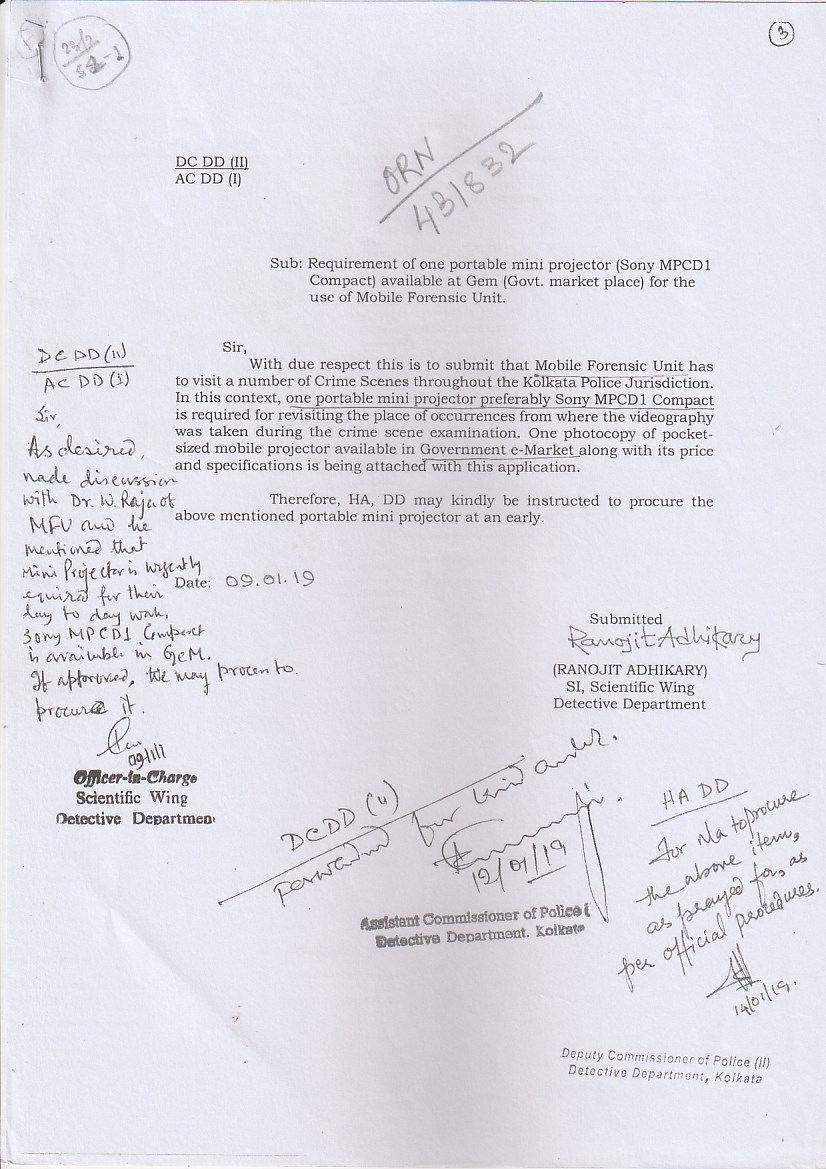 3
23/2
ORN
431832
DC DD (II)
AC DD (I)
Sub: Requirement of one portable mini projector (Sony MPCD1
Compact) available at Gem (Govt. market place) for the
use of Mobile Forensic Unit.
Sir,
With due respect this is to submit that Mobile Forensic Unit has
to visit a number of Crime Scenes throughout the Kolkata Police Jurisdiction.
In this context, one portable mini projector preferably Sony MPCD1 Compact
is required for revisiting the place of occurrences from where the videography
was taken during the crime scene examination. One photocopy of pocket-
sized mobile projector available in Government e-Market along with its price
and specifications is being attached with this application.
Therefore, HA, DD may kindly be instructed to procure the
above mentioned portable mini projector at an early.
Date: 09.01.19
Submitted
Ranojit Adhikary
(RANOJIT ADHIKARY)
SI, Scientific Wing
Detective Department
DC DD (II)
AC DD (I)
Sir,
As desired,
made discussion
with Dr. W. Raja of
MFU and he
mentioned that
Mini Projector is urgently
equired for their
day to day work.
Sony MPCD1 Compact
is available in GeM.
If approved, We may to
procure it.
Officer-in-Charge
Scientific Wing
Detective Departmen
DC DD (II)
Forwarded for kind order.
12/01/19
Assistant Commissioner of Police I
Detective Department. Kolkata
HA DD
For to procure
the above item,
as prayed for, as
per official procedures.
14/01/19.
Deputy Commissioner of Police (II)
Detective Department, Kolkata